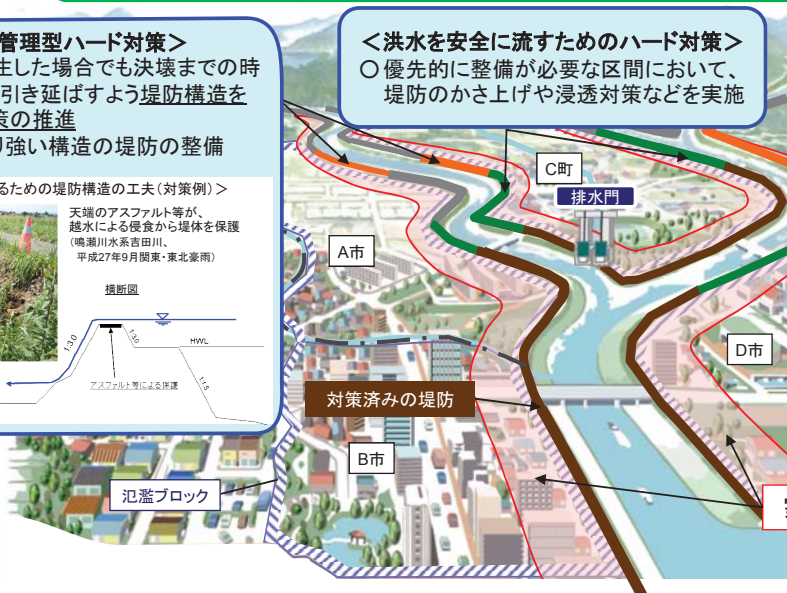 管理型ハード対策＞
生した場合でも決壊までの時
引き延ばすよう堤防構造を
策の推進
り強い構造の堤防の整備
るための堤防構造の工夫(対策例)＞
天端のアスファルト等が、
越水による侵食から堤体を保護
(鳴瀬川水系吉田川、
平成27年9月関東・東北豪雨)
横断図
1:3.0
1:3.0
HWL
1:1.5
アスファルト等による保護
＜洪水を安全に流すためのハード対策＞
〇優先的に整備が必要な区間において、
堤防のかさ上げや浸透対策などを実施
C町
排水門
A市
D市
対策済みの堤防
B市
氾濫ブロック